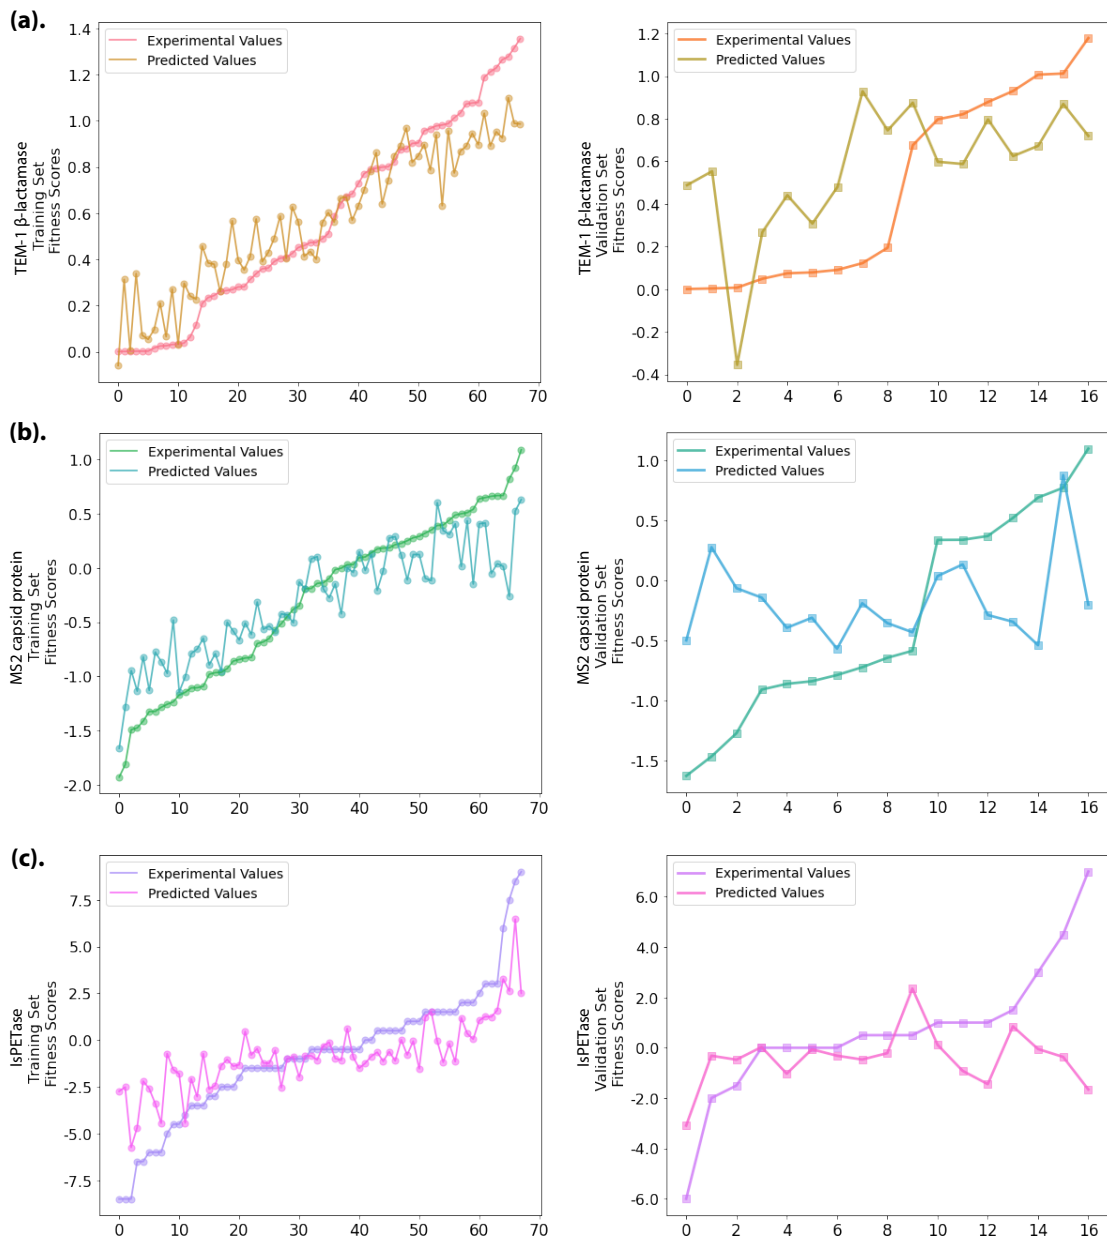 (a).
TEM-1 β-lactamase
Training Set
Fitness Scores
1.4
1.2
1.0
0.8
0.6
0.4
0.2
0.0
Experimental Values
Predicted Values
0 10 20 30 40 50 60 70
TEM-1 β-lactamase
Validation Set
Fitness Scores
1.2
1.0
0.8
0.6
0.4
0.2
0.0
-0.2
-0.4
Experimental Values
Predicted Values
0 2 4 6 8 10 12 14 16
(b).
MS2 capsid protein
Training Set
Fitness Scores
1.0
0.5
0.0
-0.5
-1.0
-1.5
-2.0
Experimental Values
Predicted Values
0 10 20 30 40 50 60 70
MS2 capsid protein
Validation Set
Fitness Scores
1.0
0.5
0.0
-0.5
-1.0
-1.5
Experimental Values
Predicted Values
0 2 4 6 8 10 12 14 16
(c).
IsPETase
Training Set
Fitness Scores
7.5
5.0
2.5
0.0
-2.5
-5.0
-7.5
Experimental Values
Predicted Values
0 10 20 30 40 50 60 70
IsPETase
Validation Set
Fitness Scores
6.0
4.0
2.0
0.0
-2.0
-4.0
-6.0
Experimental Values
Predicted Values
0 2 4 6 8 10 12 14 16